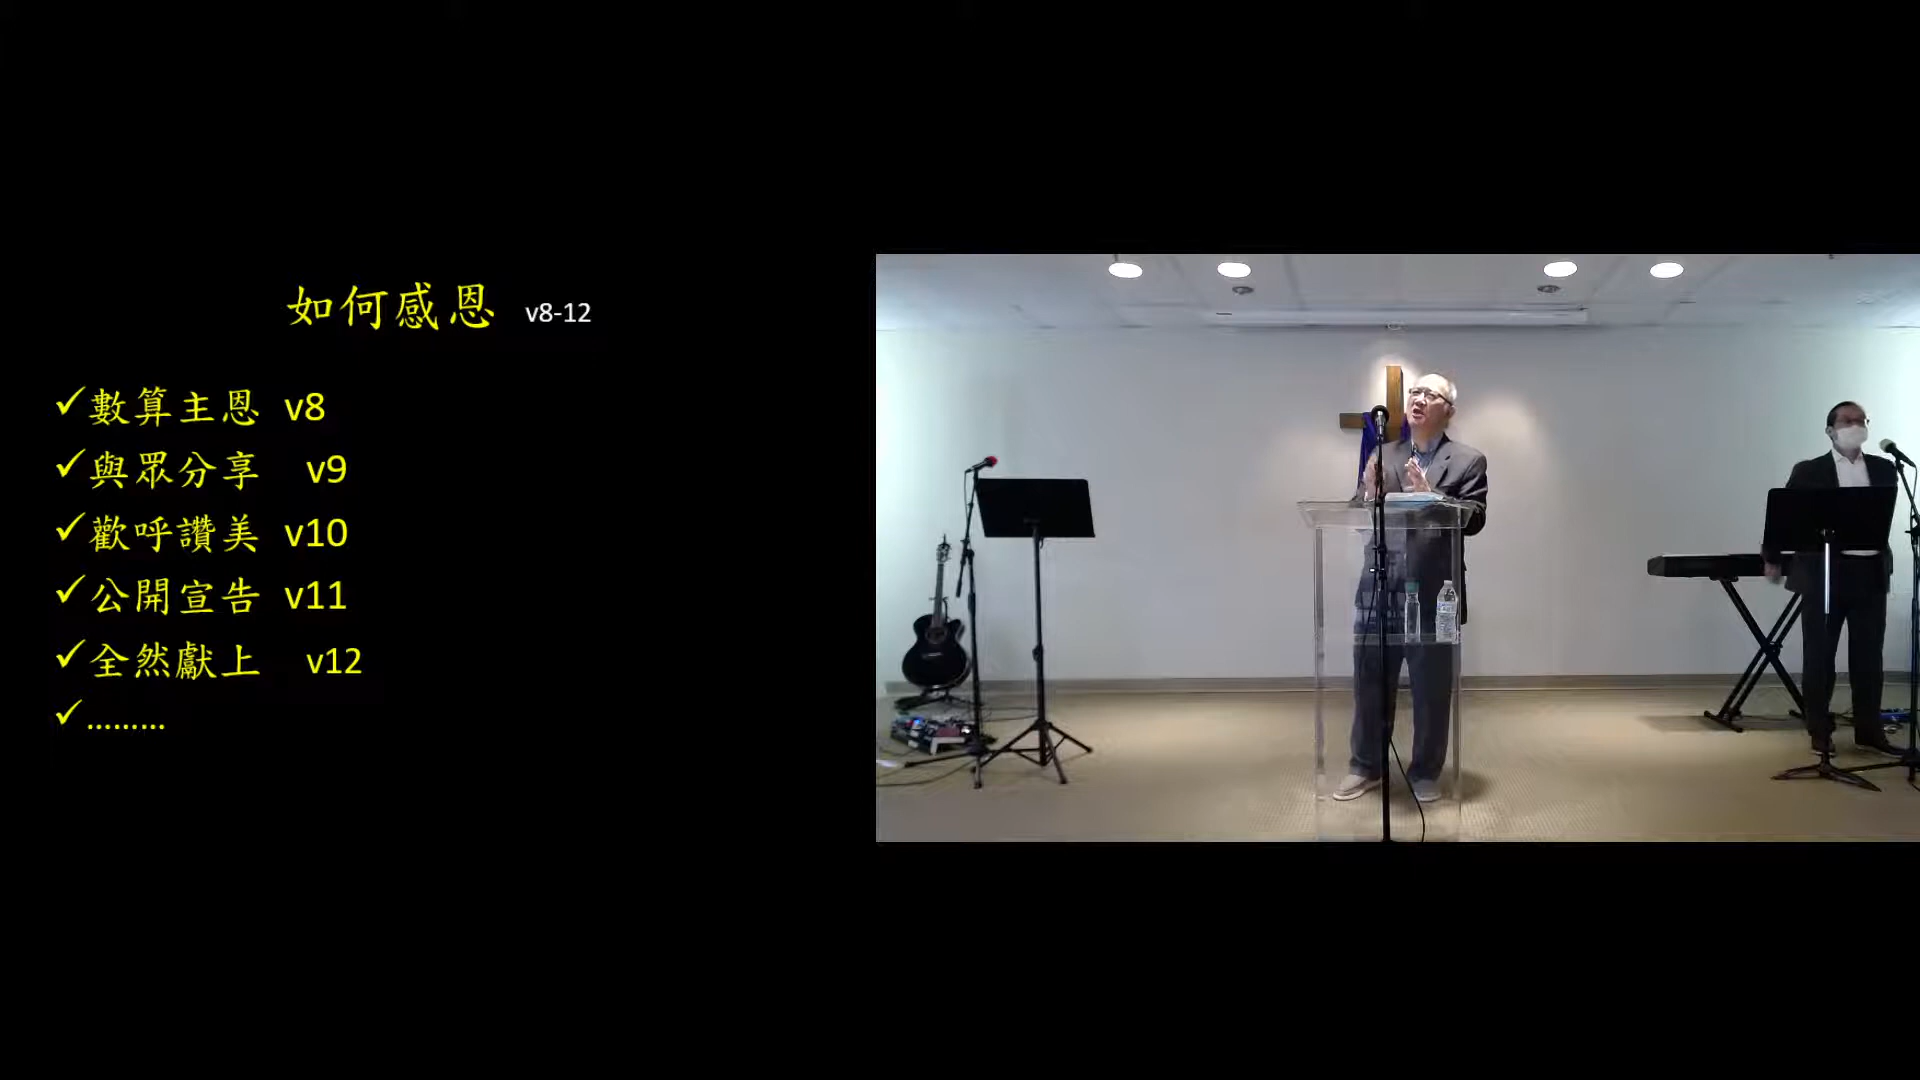 如何感恩 v8-12
✓數算主恩 v8
✓與眾分享 v9
✓歡呼讚美 v10
✓公開宣告 v11
✓全然獻上 v12
✓………